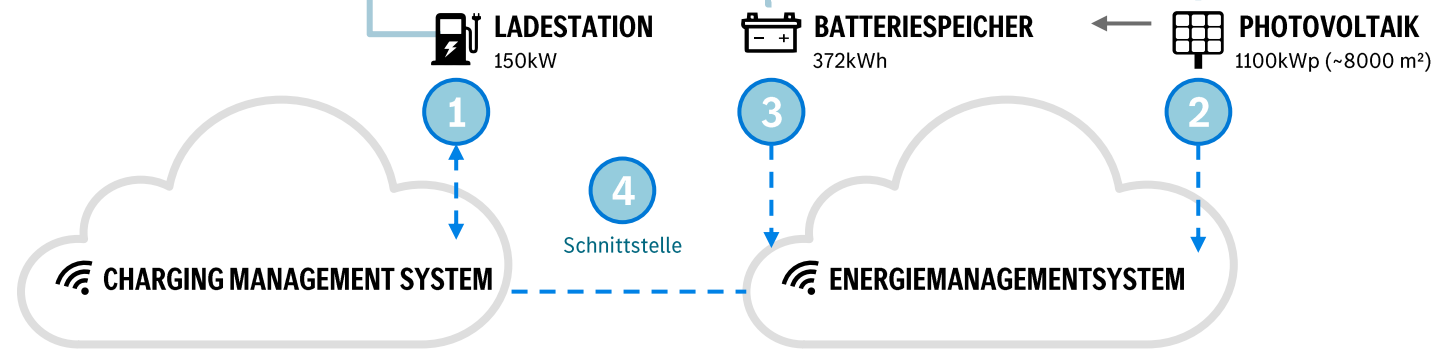 LADESTATION
150kW
BATTERIESPEICHER
372kWh
PHOTOVOLTAIK
1100kWp (~8000 m²)
1
3
2
4
Schnittstelle
CHARGING MANAGEMENT SYSTEM
ENERGIEMANAGEMENTSYSTEM